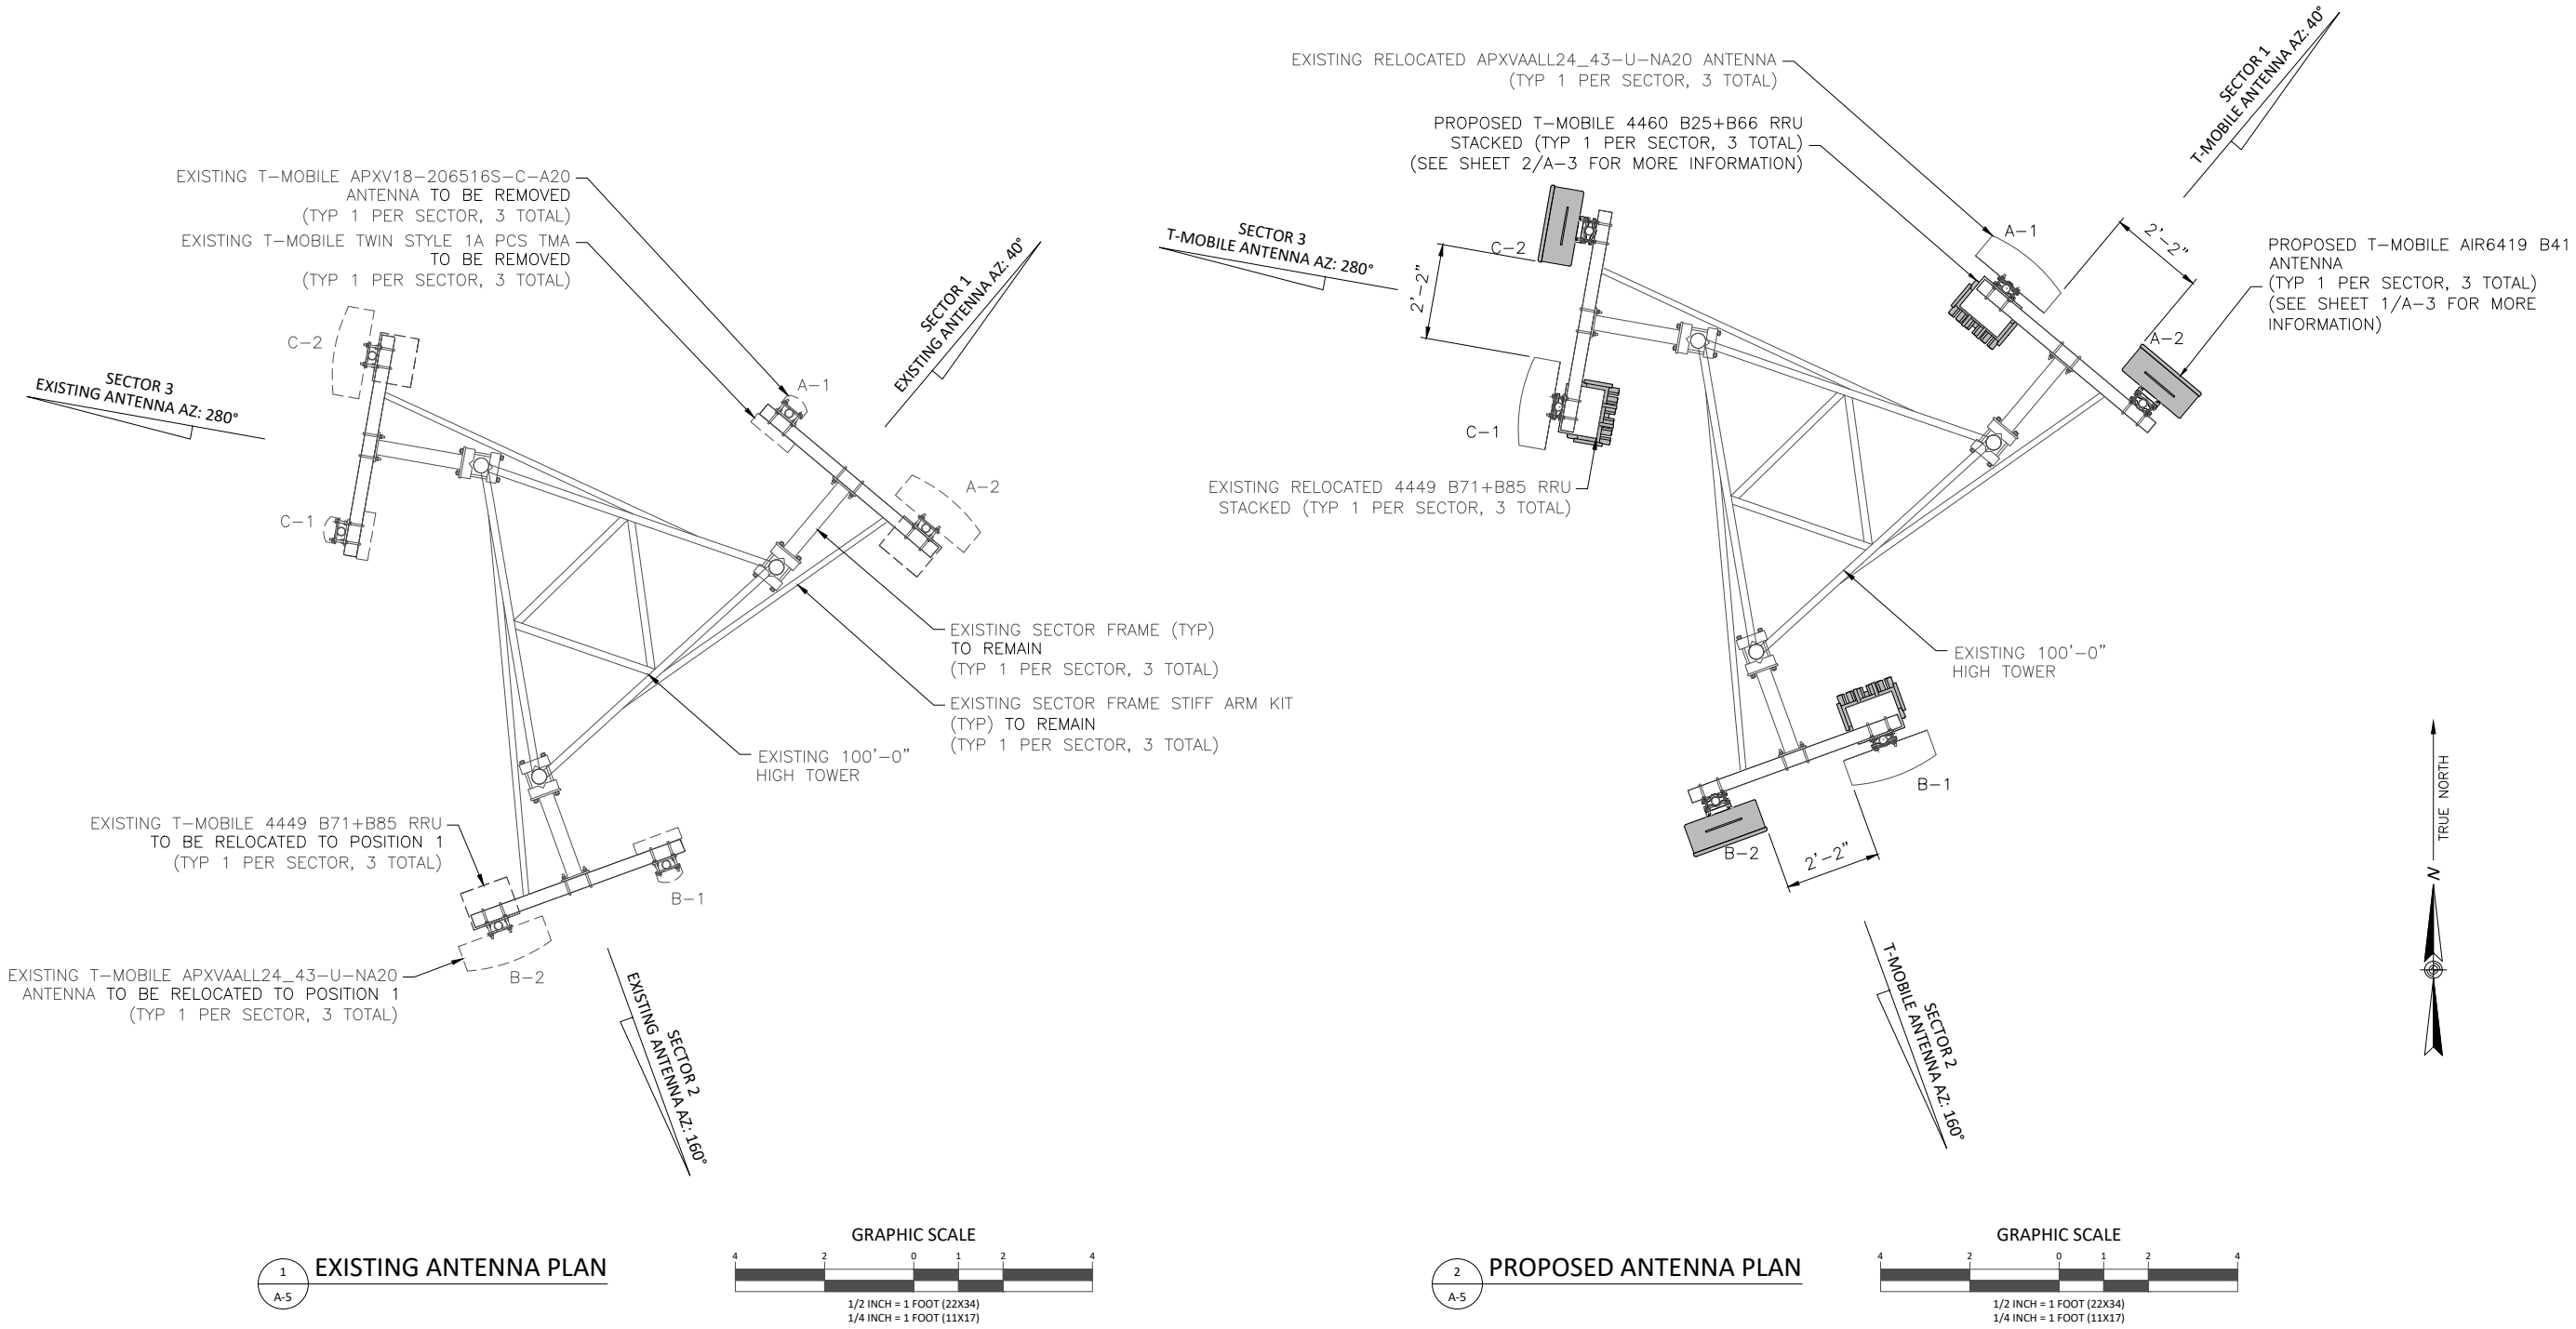 EXISTING T-MOBILE APXV18-206516S-C-A20
ANTENNA TO BE REMOVED
(TYP 1 PER SECTOR, 3 TOTAL)
EXISTING T-MOBILE TWIN STYLE 1A PCS TMA
TO BE REMOVED
(TYP 1 PER SECTOR, 3 TOTAL)
SECTOR 1
EXISTING ANTENNA AZ: 40°
SECTOR 3
EXISTING ANTENNA AZ: 280°
C-2
C-1
A-1
A-2
EXISTING SECTOR FRAME (TYP)
TO REMAIN
(TYP 1 PER SECTOR, 3 TOTAL)
EXISTING SECTOR FRAME STIFF ARM KIT
(TYP) TO REMAIN
(TYP 1 PER SECTOR, 3 TOTAL)
EXISTING 100'-0"
HIGH TOWER
EXISTING T-MOBILE 4449 B71+B85 RRU
TO BE RELOCATED TO POSITION 1
(TYP 1 PER SECTOR, 3 TOTAL)
B-1
B-2
EXISTING T-MOBILE APXVAALL24_43-U-NA20
ANTENNA TO BE RELOCATED TO POSITION 1
(TYP 1 PER SECTOR, 3 TOTAL)
SECTOR 2
EXISTING ANTENNA AZ: 160°
1
A-5
EXISTING ANTENNA PLAN
GRAPHIC SCALE
4 2 0 1 2 4
1/2 INCH = 1 FOOT (22X34)
1/4 INCH = 1 FOOT (11X17)
EXISTING RELOCATED APXVAALL24_43-U-NA20 ANTENNA
(TYP 1 PER SECTOR, 3 TOTAL)
PROPOSED T-MOBILE 4460 B25+B66 RRU
STACKED (TYP 1 PER SECTOR, 3 TOTAL)
(SEE SHEET 2/A-3 FOR MORE INFORMATION)
SECTOR 1
T-MOBILE ANTENNA AZ: 40°
SECTOR 3
T-MOBILE ANTENNA AZ: 280°
C-2
2'-2"
C-1
A-1
2'-2"
A-2
PROPOSED T-MOBILE AIR6419 B41
ANTENNA
(TYP 1 PER SECTOR, 3 TOTAL)
(SEE SHEET 1/A-3 FOR MORE
INFORMATION)
EXISTING RELOCATED 4449 B71+B85 RRU
STACKED (TYP 1 PER SECTOR, 3 TOTAL)
EXISTING 100'-0"
HIGH TOWER
B-1
B-2
2'-2"
SECTOR 2
T-MOBILE ANTENNA AZ: 160°
TRUE NORTH
N
2
A-5
PROPOSED ANTENNA PLAN
GRAPHIC SCALE
4 2 0 1 2 4
1/2 INCH = 1 FOOT (22X34)
1/4 INCH = 1 FOOT (11X17)